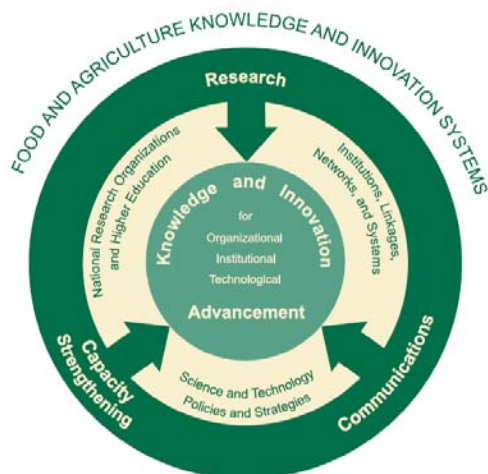 FOOD AND AGRICULTURE KNOWLEDGE AND INNOVATION SYSTEMS
Research
National Research Organizations
and Higher Education
Institutions, Linkages,
Networks, and Systems
Knowledge and Innovation
for
Organizational
Institutional
Technological
Advancement
Capacity
Strengthening
Science and Technology
Policies and Strategies
Communications